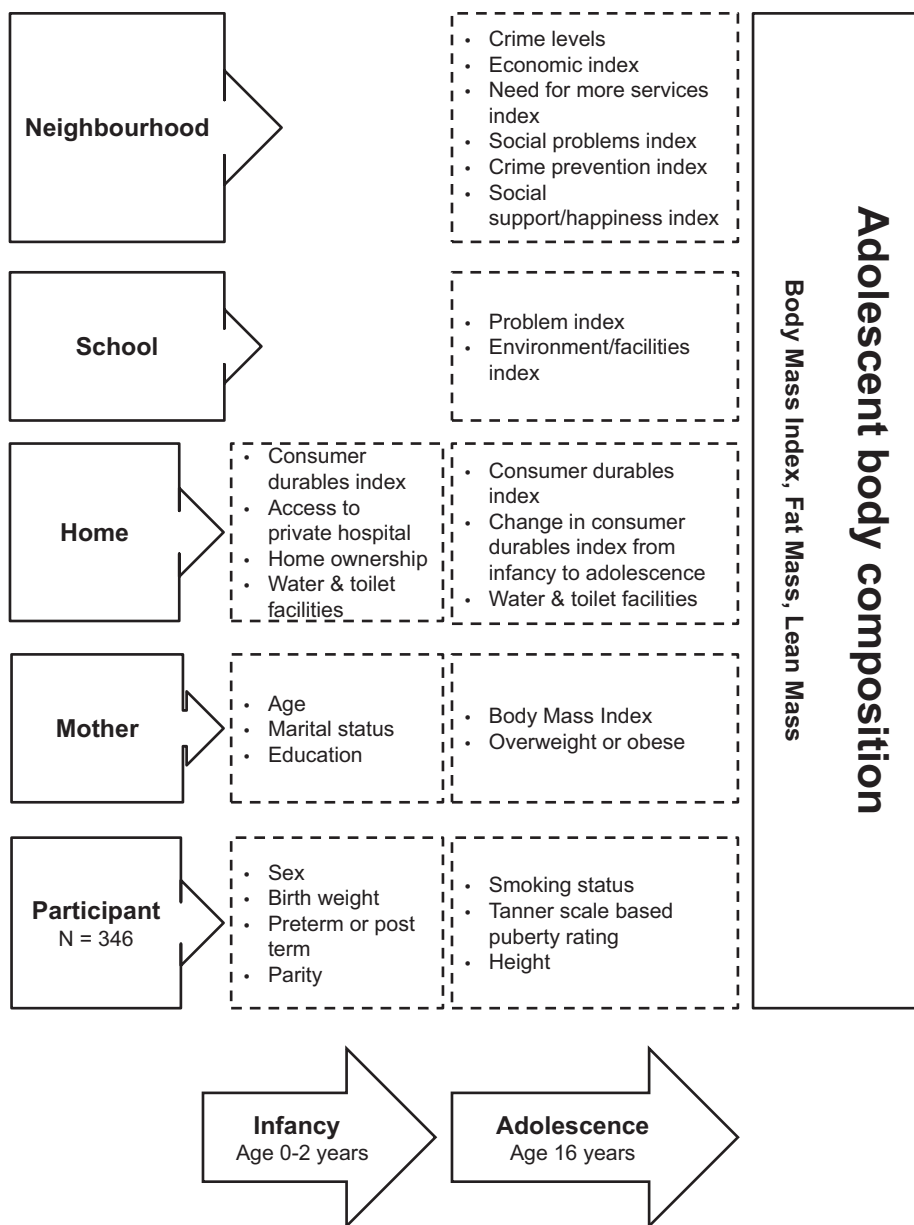 Neighbourhood
• Crime levels
• Economic index
• Need for more services
index
• Social problems index
• Crime prevention index
• Social
support/happiness index
School
• Problem index
• Environment/facilities
index
Home
• Consumer
durables index
• Access to
private hospital
• Home ownership
• Water & toilet
facilities
• Consumer durables
index
• Change in consumer
durables index from
infancy to adolescence
• Water & toilet facilities
Mother
• Age
• Marital status
• Education
• Body Mass Index
• Overweight or obese
Participant
N = 346
• Sex
• Birth weight
• Preterm or post
term
• Parity
• Smoking status
• Tanner scale based
puberty rating
• Height
Adolescent body composition
Body Mass Index, Fat Mass, Lean Mass
Infancy
Age 0-2 years
Adolescence
Age 16 years